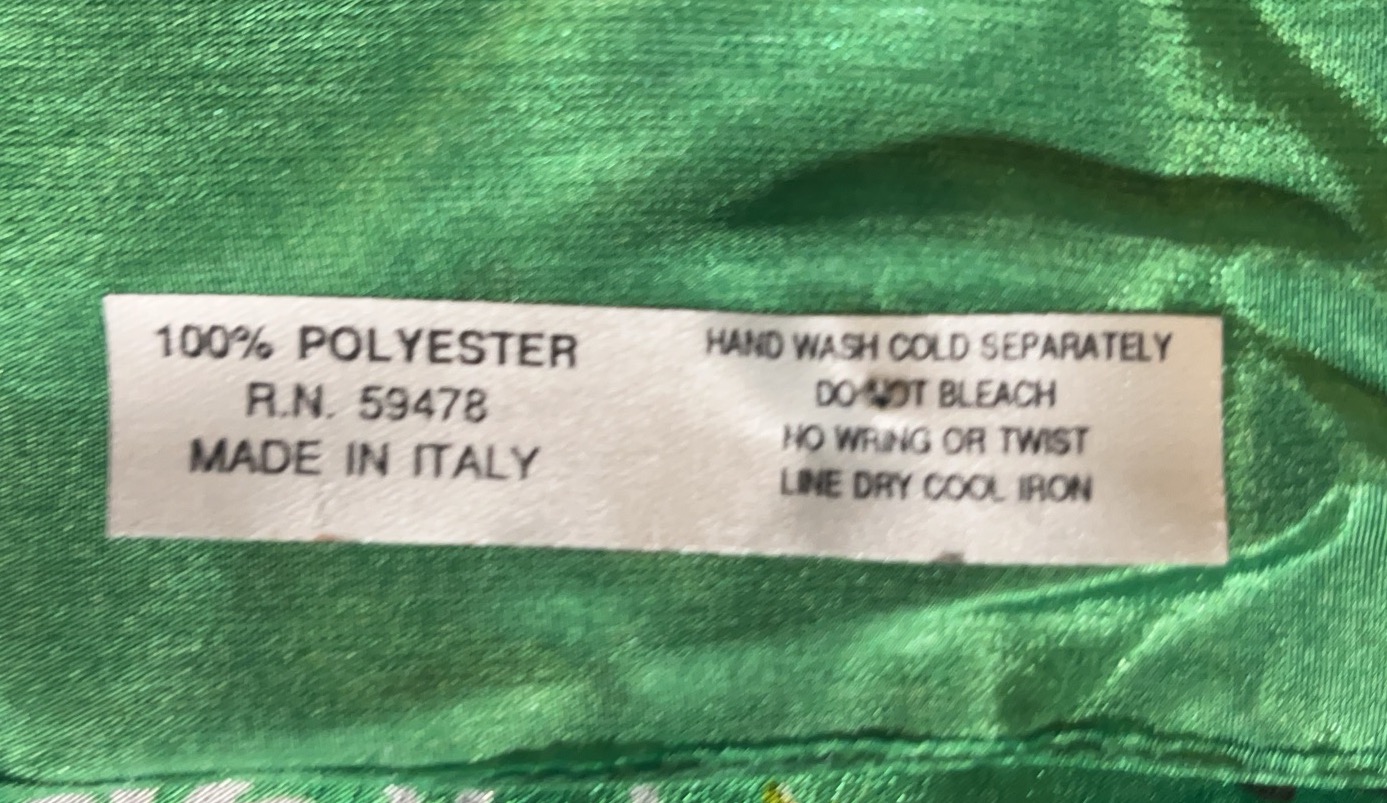 100% POLYESTER
R.N. 59478
MADE IN ITALY
HAND WASH COLD SEPARATELY
DO NOT BLEACH
NO WRING OR TWIST
LINE DRY COOL IRON